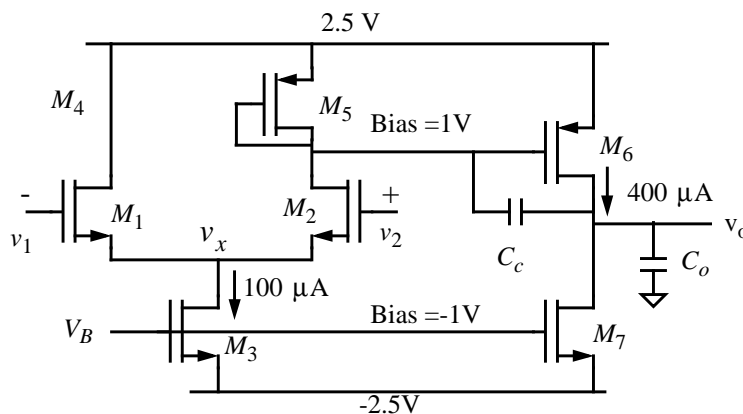 2.5 V
M4
M5
Bias =1V
M6
-
M1
M2
+
400 μA
v1
vx
v2
Cc
vo
Co
100 μA
VB
Bias=-1V
M3
M7
-2.5V